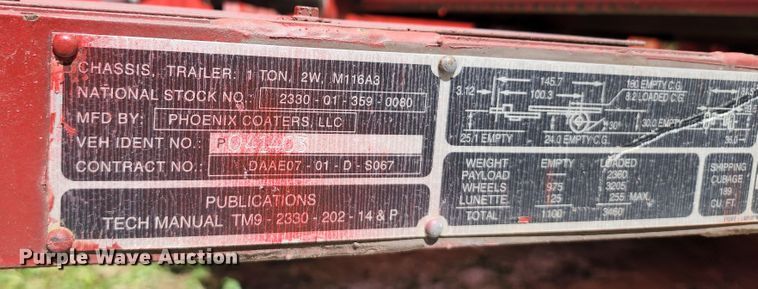 CHASSIS, TRAILER: 1 TON, 2W, M116A3
NATIONAL STOCK NO.: 2330-01-359-0080
MFD BY: PHOENIX COATERS, LLC
VEH IDENT NO.: P041403
CONTRACT NO.: DAAE07-01-D-S067
PUBLICATIONS
TECH MANUAL TM9-2330-202-14 & P
145.7
3.12
100.3
EMPTY C.G.
8.2 LOADED C.G.
30°
30.0 EMPTY
25.1 EMPTY
24.0 EMPTY/C.G.
WEIGHT EMPTY LOADED
PAYLOAD — 2360
WHEELS 975 3205
LUNETTE 125 255 MAX.
TOTAL 1100 3460
SHIPPING
CUBAGE
189
CU. FT.
Purple Wave Auction